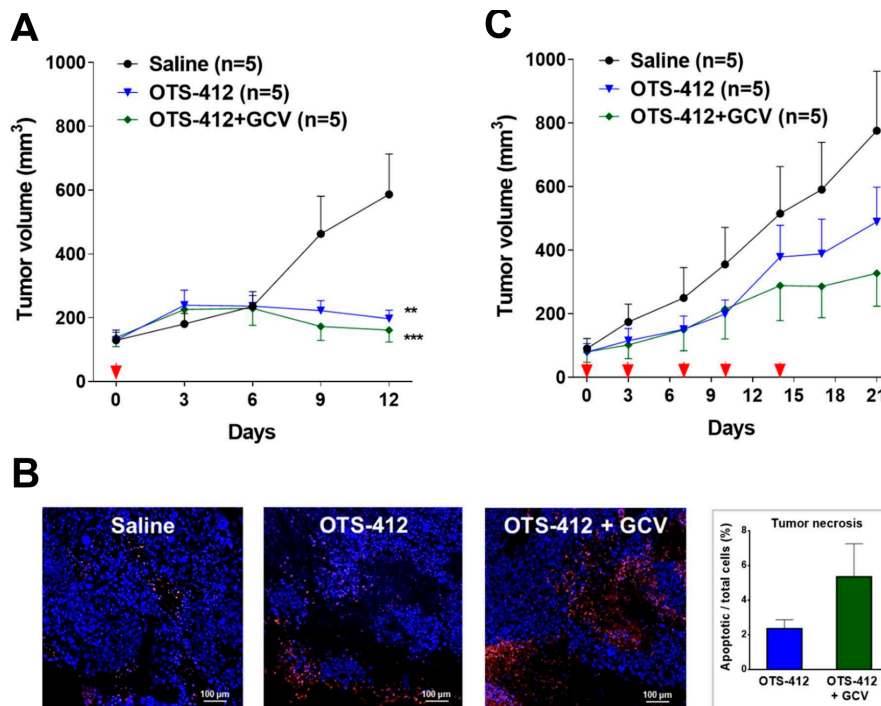 A
1000
800
600
400
200
0
Tumor volume (mm³)
Saline (n=5)
OTS-412 (n=5)
OTS-412+GCV (n=5)
**
***
0 3 6 9 12
Days
C
1000
800
600
400
200
0
Tumor volume (mm³)
Saline (n=5)
OTS-412 (n=5)
OTS-412+GCV (n=5)
0 3 6 9 12 15 18 21
Days
B
Saline
100 µm
OTS-412
100 µm
OTS-412 + GCV
100 µm
Tumor necrosis
Apoptotic / total cells (%)
8
6
4
2
0
OTS-412
OTS-412
+ GCV